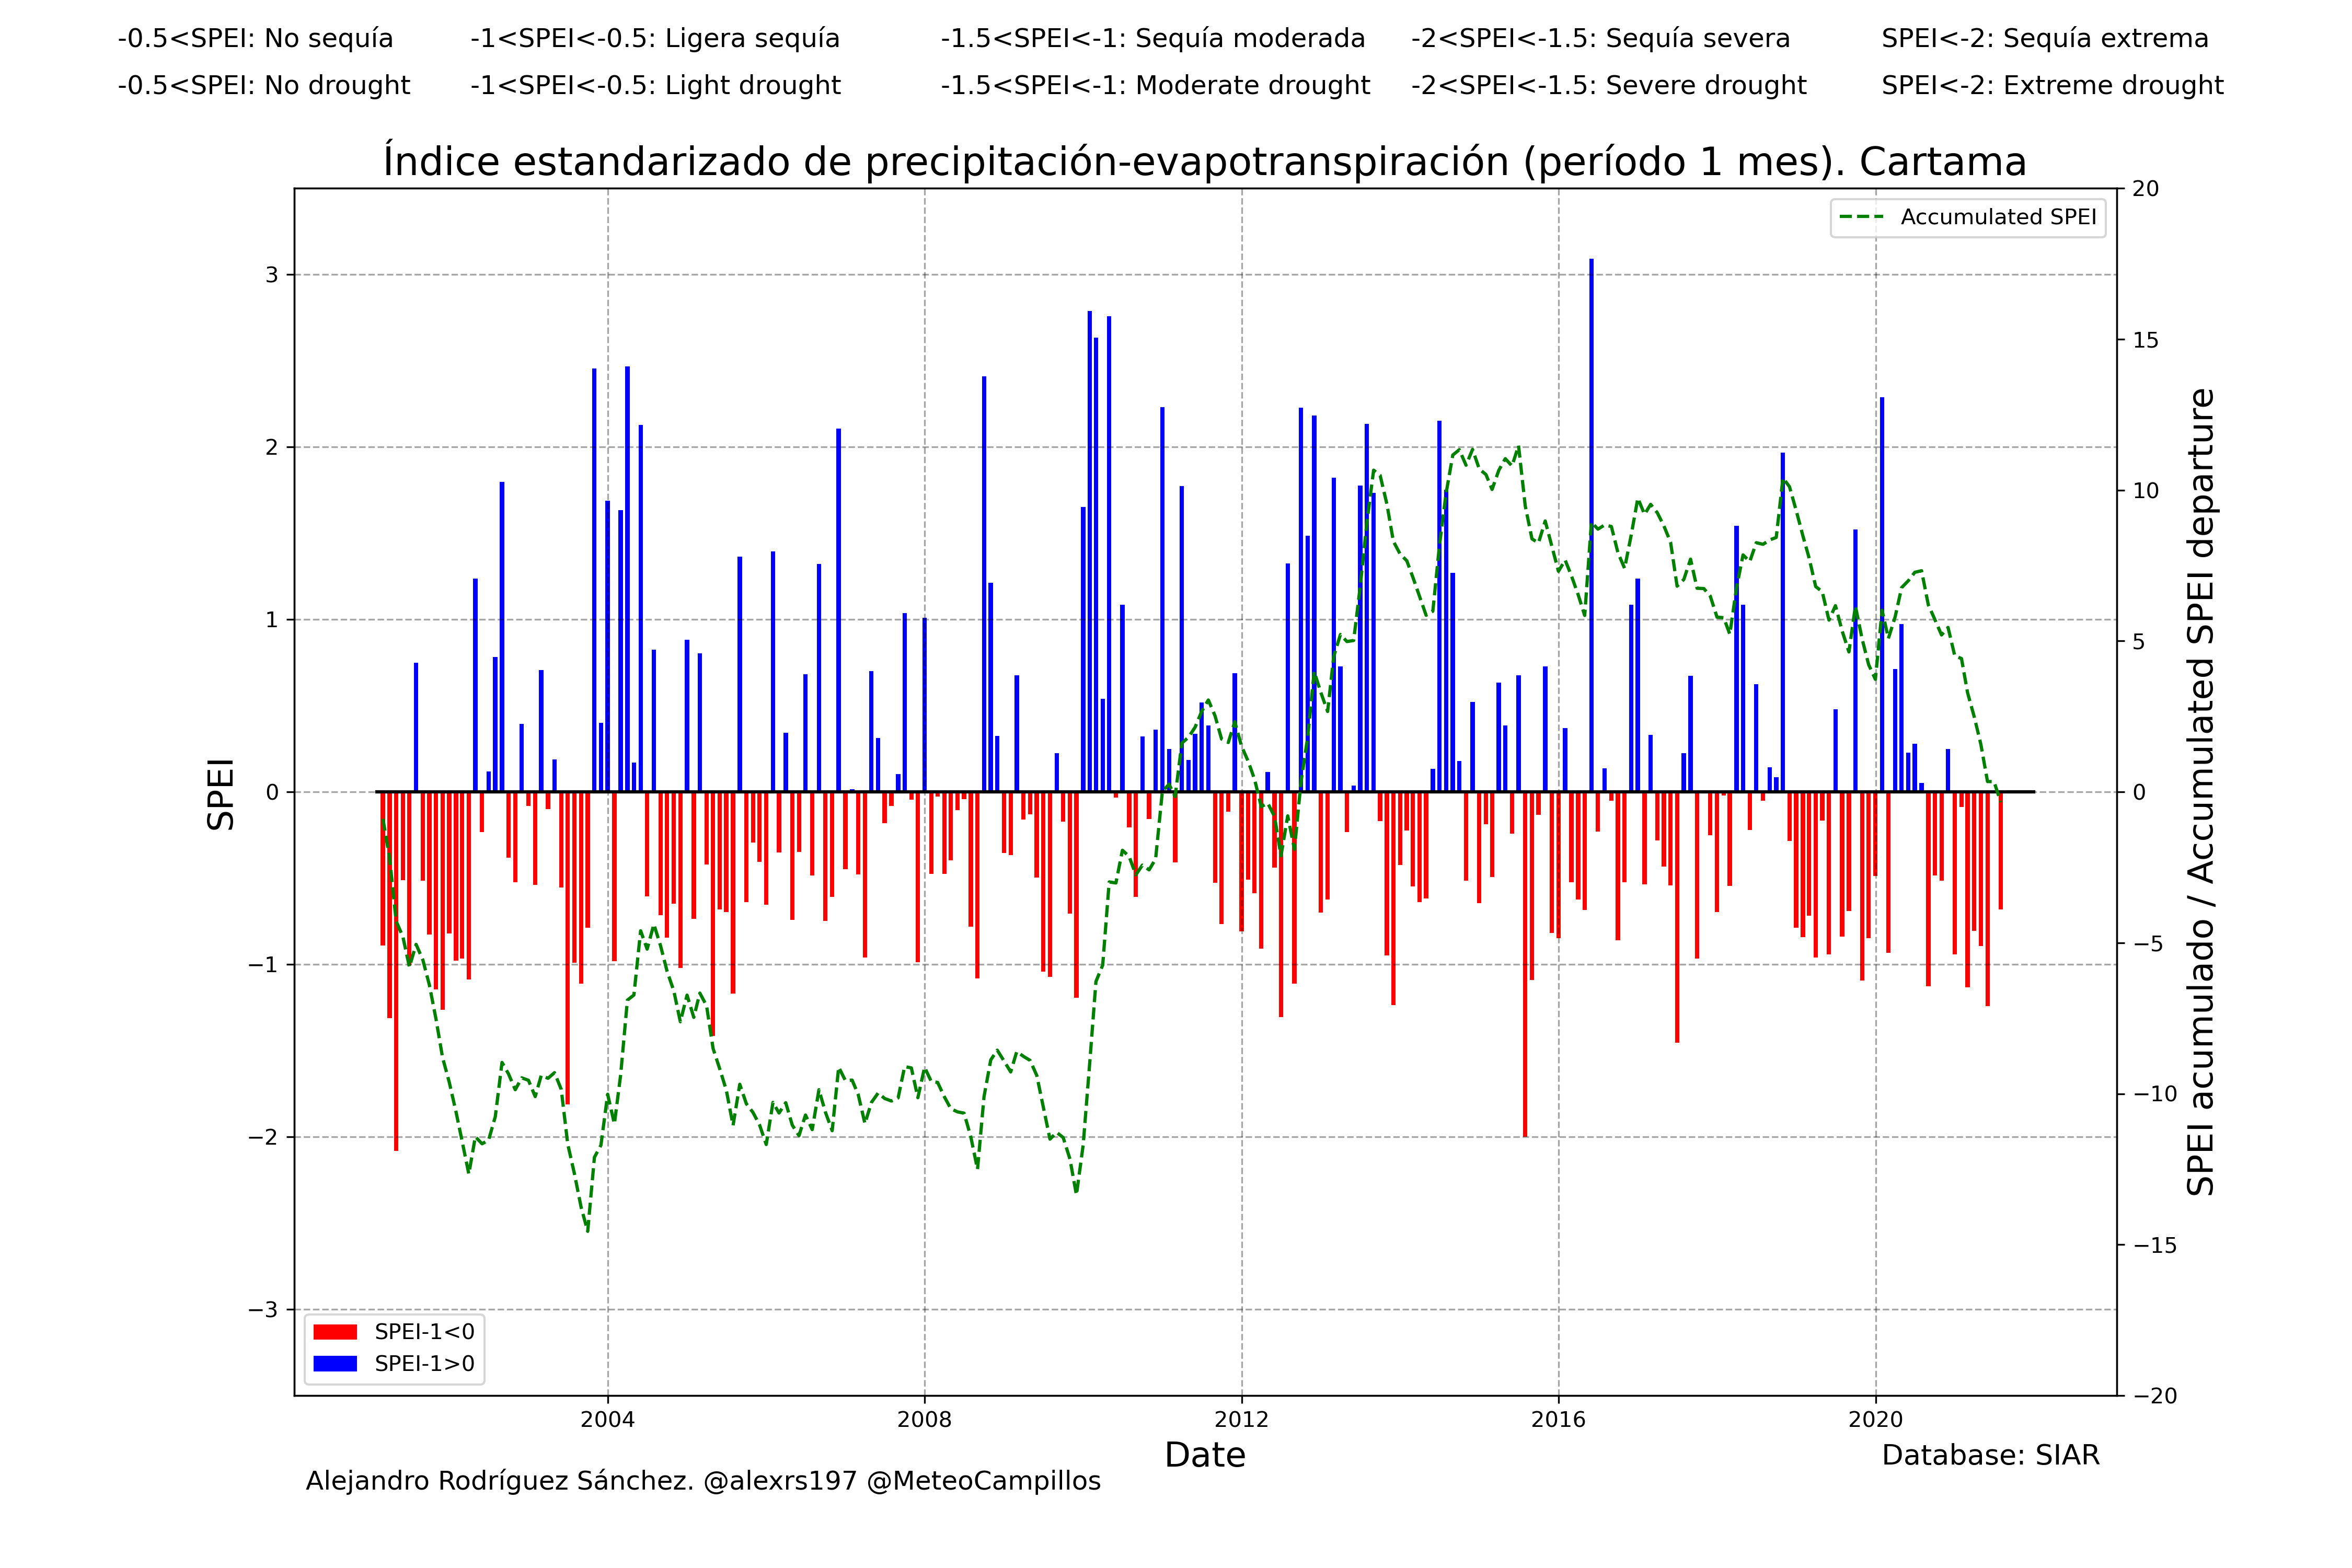 -0.5<SPEI: No sequía -1<SPEI<-0.5: Ligera sequía -1.5<SPEI<-1: Sequía moderada -2<SPEI<-1.5: Sequía severa SPEI<-2: Sequía extrema
-0.5<SPEI: No drought -1<SPEI<-0.5: Light drought -1.5<SPEI<-1: Moderate drought -2<SPEI<-1.5: Severe drought SPEI<-2: Extreme drought
Índice estandarizado de precipitación-evapotranspiración (período 1 mes). Cartama
Accumulated SPEI
SPEI
3
2
1
0
−1
−2
−3
20
15
10
5
0
−5
−10
−15
−20
SPEI acumulado / Accumulated SPEI departure
SPEI-1<0
SPEI-1>0
2004 2008 2012 2016 2020
Date
Database: SIAR
Alejandro Rodríguez Sánchez. @alexrs197 @MeteoCampillos